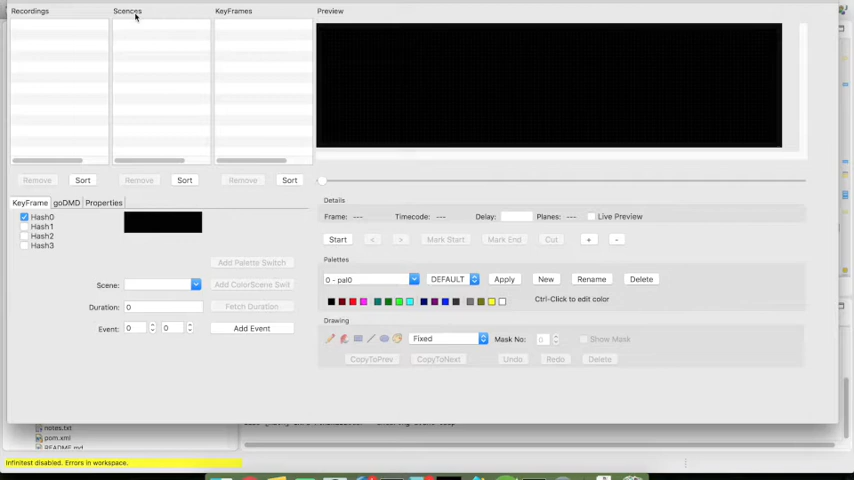 Recordings Scences KeyFrames Preview
Remove Sort Remove Sort Remove Sort
KeyFrame goDMD Properties
Hash0
Hash1
Hash2
Hash3
Add Palette Switch
Scene: Add ColorScene Swit
Duration: 0 Fetch Duration
Event: 0 0 Add Event
Details
Frame: --- Timecode: --- Delay: Planes: --- Live Preview
Start < > Mark Start Mark End Cut + -
Palettes
0 - pal0 DEFAULT Apply New Rename Delete
Ctrl-Click to edit color
Drawing
Fixed Mask No: 0 Show Mask
CopyToPrev CopyToNext Undo Redo Delete
notes.txt
pom.xml
README.md
Infinitest disabled. Errors in workspace.